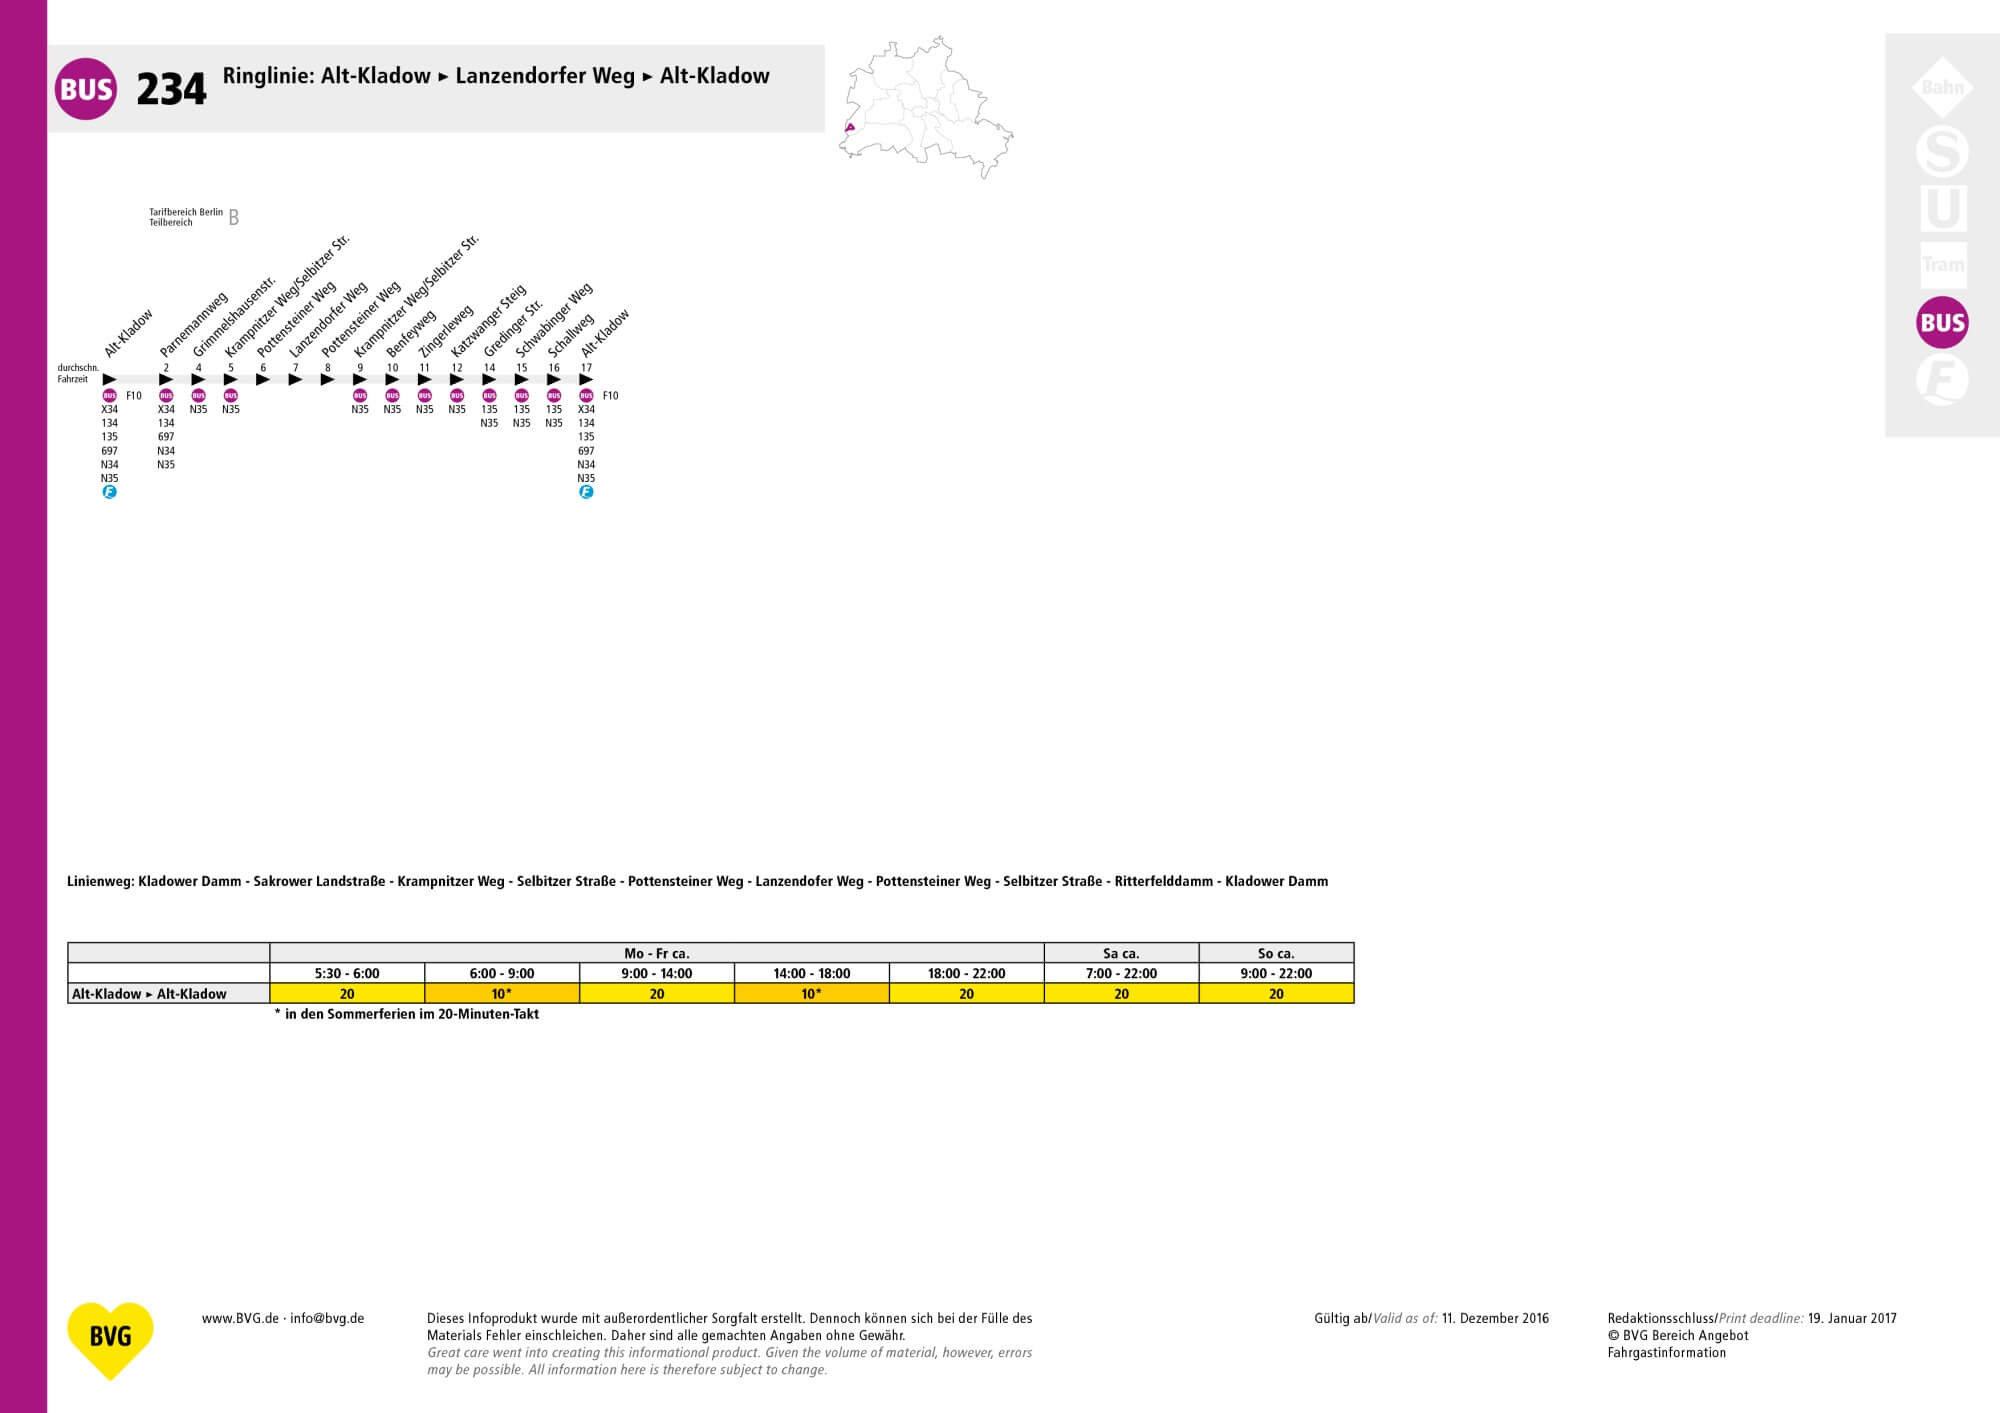 BUS 234 Ringlinie: Alt-Kladow ▸ Lanzendorfer Weg ▸ Alt-Kladow
Bahn
S
U
Tram
BUS
F
Tarifbereich Berlin B
Teilbereich
Alt-Kladow
Parnemannweg
Grimmelshausenstr.
Krampnitzer Weg/Selbitzer Str.
Pottensteiner Weg
Lanzendorfer Weg
Pottensteiner Weg
Krampnitzer Weg/Selbitzer Str.
Benfeyweg
Zingerleweg
Katzwanger Steig
Gredinger Str.
Schwabinger Weg
Schallweg
Alt-Kladow
durchschn. 2 4 5 6 7 8 9 10 11 12 14 15 16 17
Fahrzeit
BUS F10 BUS BUS BUS BUS BUS BUS BUS BUS BUS BUS BUS F10
X34 X34 N35 N35 N35 N35 N35 N35 135 135 135 X34
134 134 N35 N35 N35 134
135 697 135
697 N34 697
N34 N35 N34
N35 N35
F F
Linienweg: Kladower Damm - Sakrower Landstraße - Krampnitzer Weg - Selbitzer Straße - Pottensteiner Weg - Lanzendofer Weg - Pottensteiner Weg - Selbitzer Straße - Ritterfelddamm - Kladower Damm
Mo - Fr ca. Sa ca. So ca.
5:30 - 6:00 6:00 - 9:00 9:00 - 14:00 14:00 - 18:00 18:00 - 22:00 7:00 - 22:00 9:00 - 22:00
Alt-Kladow ▸ Alt-Kladow 20 10* 20 10* 20 20 20
* in den Sommerferien im 20-Minuten-Takt
BVG
www.BVG.de · info@bvg.de
Dieses Infoprodukt wurde mit außerordentlicher Sorgfalt erstellt. Dennoch können sich bei der Fülle des
Materials Fehler einschleichen. Daher sind alle gemachten Angaben ohne Gewähr.
Great care went into creating this informational product. Given the volume of material, however, errors
may be possible. All information here is therefore subject to change.
Gültig ab/Valid as of: 11. Dezember 2016
Redaktionsschluss/Print deadline: 19. Januar 2017
© BVG Bereich Angebot
Fahrgastinformation